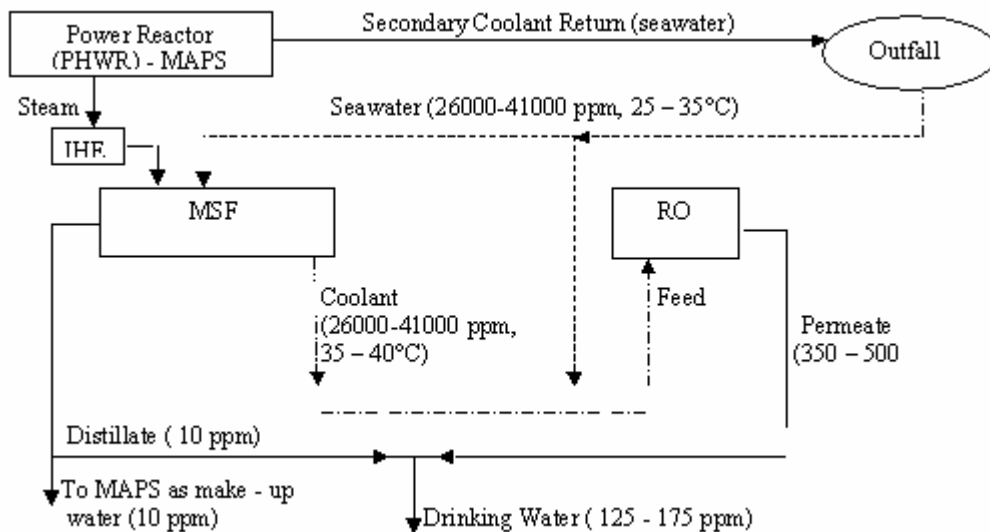 Power Reactor
(PHWR) - MAPS
Secondary Coolant Return (seawater)
Outfall
Steam
Seawater (26000-41000 ppm, 25 – 35°C)
IHE
MSF
RO
Coolant
(26000-41000 ppm,
35 – 40°C)
Feed
Permeate
(350 – 500
Distillate ( 10 ppm)
To MAPS as make - up
water (10 ppm)
Drinking Water ( 125 - 175 ppm)